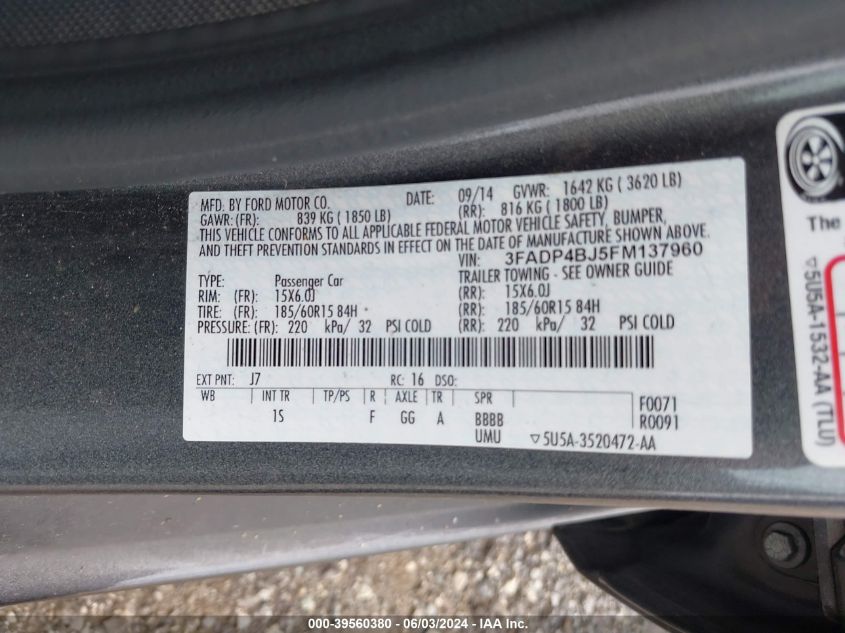 MFD. BY FORD MOTOR CO. DATE: 09/14 GVWR: 1642 KG ( 3620 LB)
GAWR: (FR): 839 KG ( 1850 LB) (RR): 816 KG ( 1800 LB)
THIS VEHICLE CONFORMS TO ALL APPLICABLE FEDERAL MOTOR VEHICLE SAFETY, BUMPER,
AND THEFT PREVENTION STANDARDS IN EFFECT ON THE DATE OF MANUFACTURE SHOWN ABOVE.
VIN: 3FADP4BJ5FM137960
TYPE: Passenger Car TRAILER TOWING - SEE OWNER GUIDE
RIM: (FR): 15X6.0J (RR): 15X6.0J
TIRE: (FR): 185/60R15 84H (RR): 185/60R15 84H
PRESSURE: (FR): 220 kPa/ 32 PSI COLD (RR): 220 kPa/ 32 PSI COLD
EXT PNT: J7 RC: 16 DSO:
WB INT TR TP/PS R AXLE TR SPR F0071
1S F GG A BBBB R0091
UMU ▽5U5A-3520472-AA
The
▽5U5A-1532-AA (TLU)
000-39560380 - 06/03/2024 - IAA Inc.